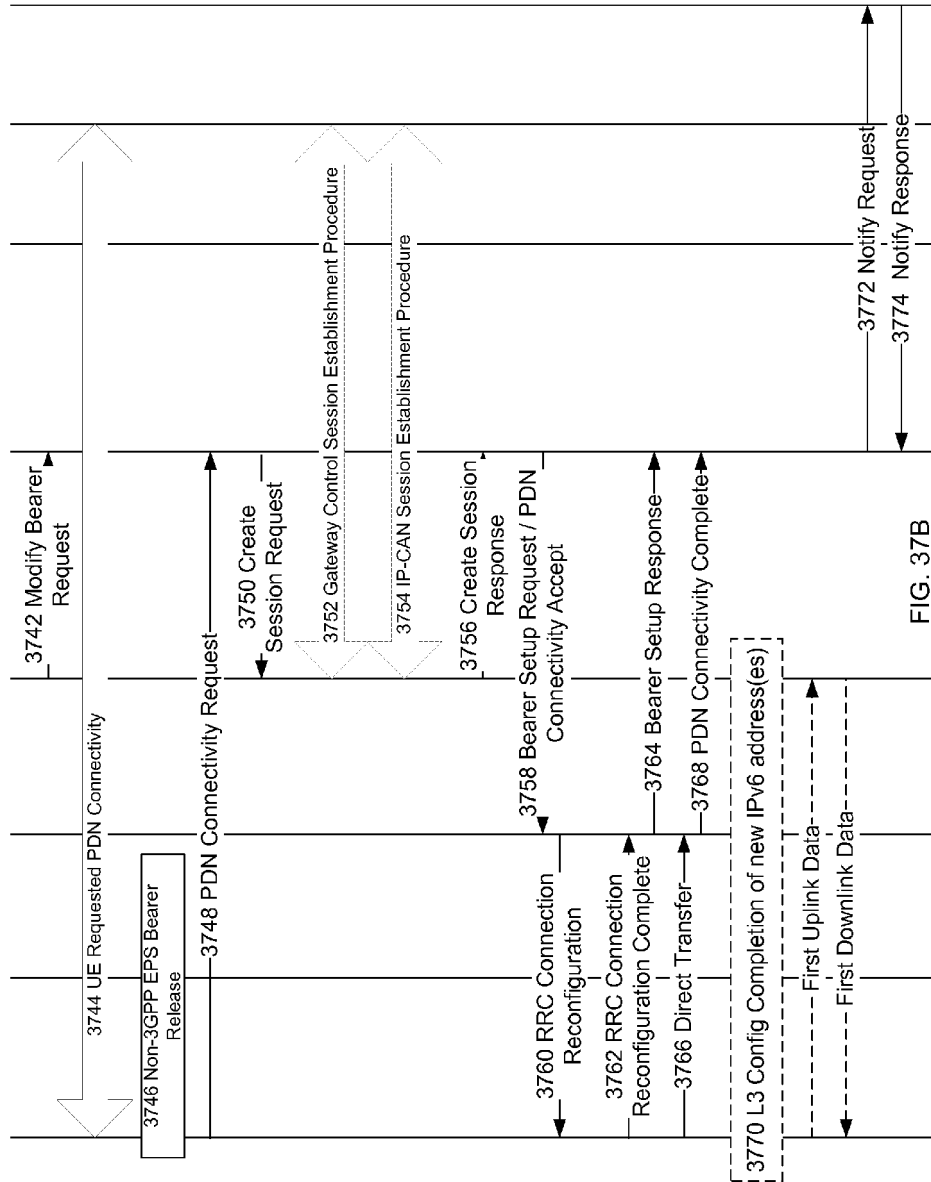 3742 Modify Bearer
Request
3744 UE Requested PDN Connectivity
3746 Non-3GPP EPS Bearer
Release
3748 PDN Connectivity Request
3750 Create
Session Request
3752 Gateway Control Session Establishment Procedure
3754 IP-CAN Session Establishment Procedure
3756 Create Session
Response
3758 Bearer Setup Request / PDN
Connectivity Accept
3760 RRC Connection
Reconfiguration
3762 RRC Connection
Reconfiguration Complete
3764 Bearer Setup Response
3766 Direct Transfer
3768 PDN Connectivity Complete
3770 L3 Config Completion of new IPv6 address(es)
First Uplink Data
First Downlink Data
3772 Notify Request
3774 Notify Response
FIG. 37B